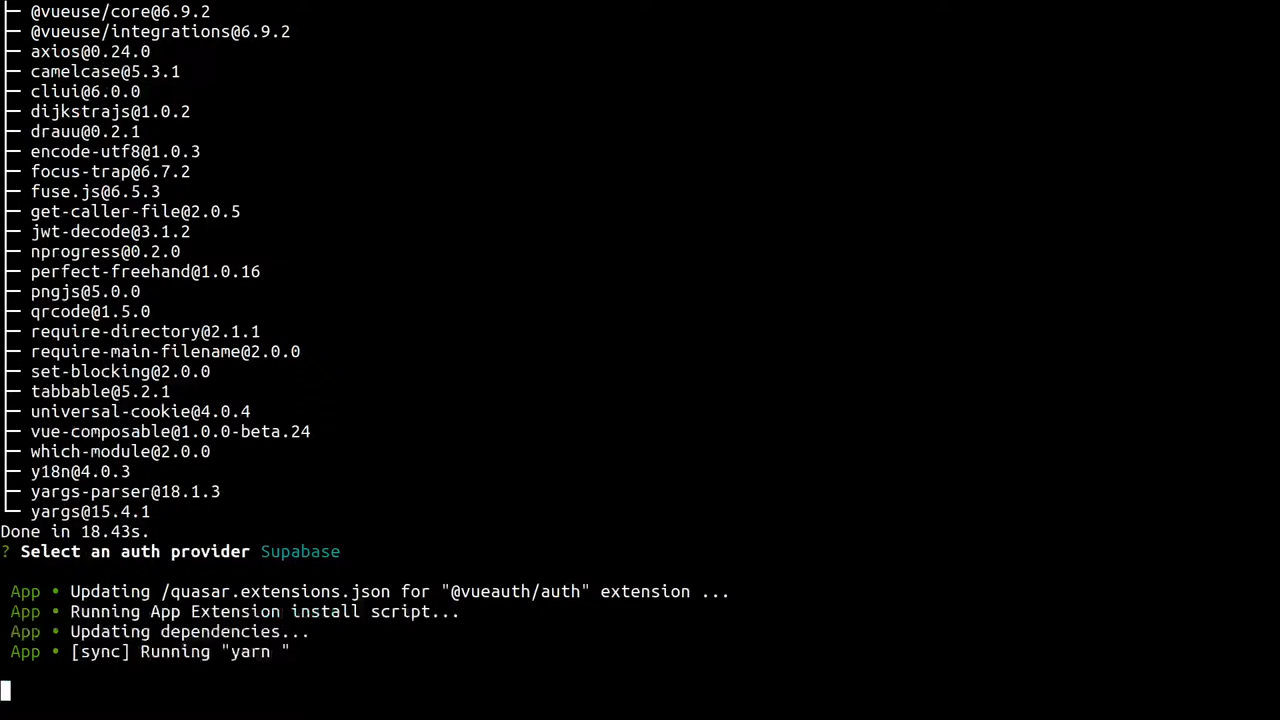 ├─ @vueuse/core@6.9.2
├─ @vueuse/integrations@6.9.2
├─ axios@0.24.0
├─ camelcase@5.3.1
├─ cliui@6.0.0
├─ dijkstrajs@1.0.2
├─ drauu@0.2.1
├─ encode-utf8@1.0.3
├─ focus-trap@6.7.2
├─ fuse.js@6.5.3
├─ get-caller-file@2.0.5
├─ jwt-decode@3.1.2
├─ nprogress@0.2.0
├─ perfect-freehand@1.0.16
├─ pngjs@5.0.0
├─ qrcode@1.5.0
├─ require-directory@2.1.1
├─ require-main-filename@2.0.0
├─ set-blocking@2.0.0
├─ tabbable@5.2.1
├─ universal-cookie@4.0.4
├─ vue-composable@1.0.0-beta.24
├─ which-module@2.0.0
├─ y18n@4.0.3
├─ yargs-parser@18.1.3
└─ yargs@15.4.1
Done in 18.43s.
? Select an auth provider Supabase
App • Updating /quasar.extensions.json for "@vueauth/auth" extension ...
App • Running App Extension install script...
App • Updating dependencies...
App • [sync] Running "yarn "